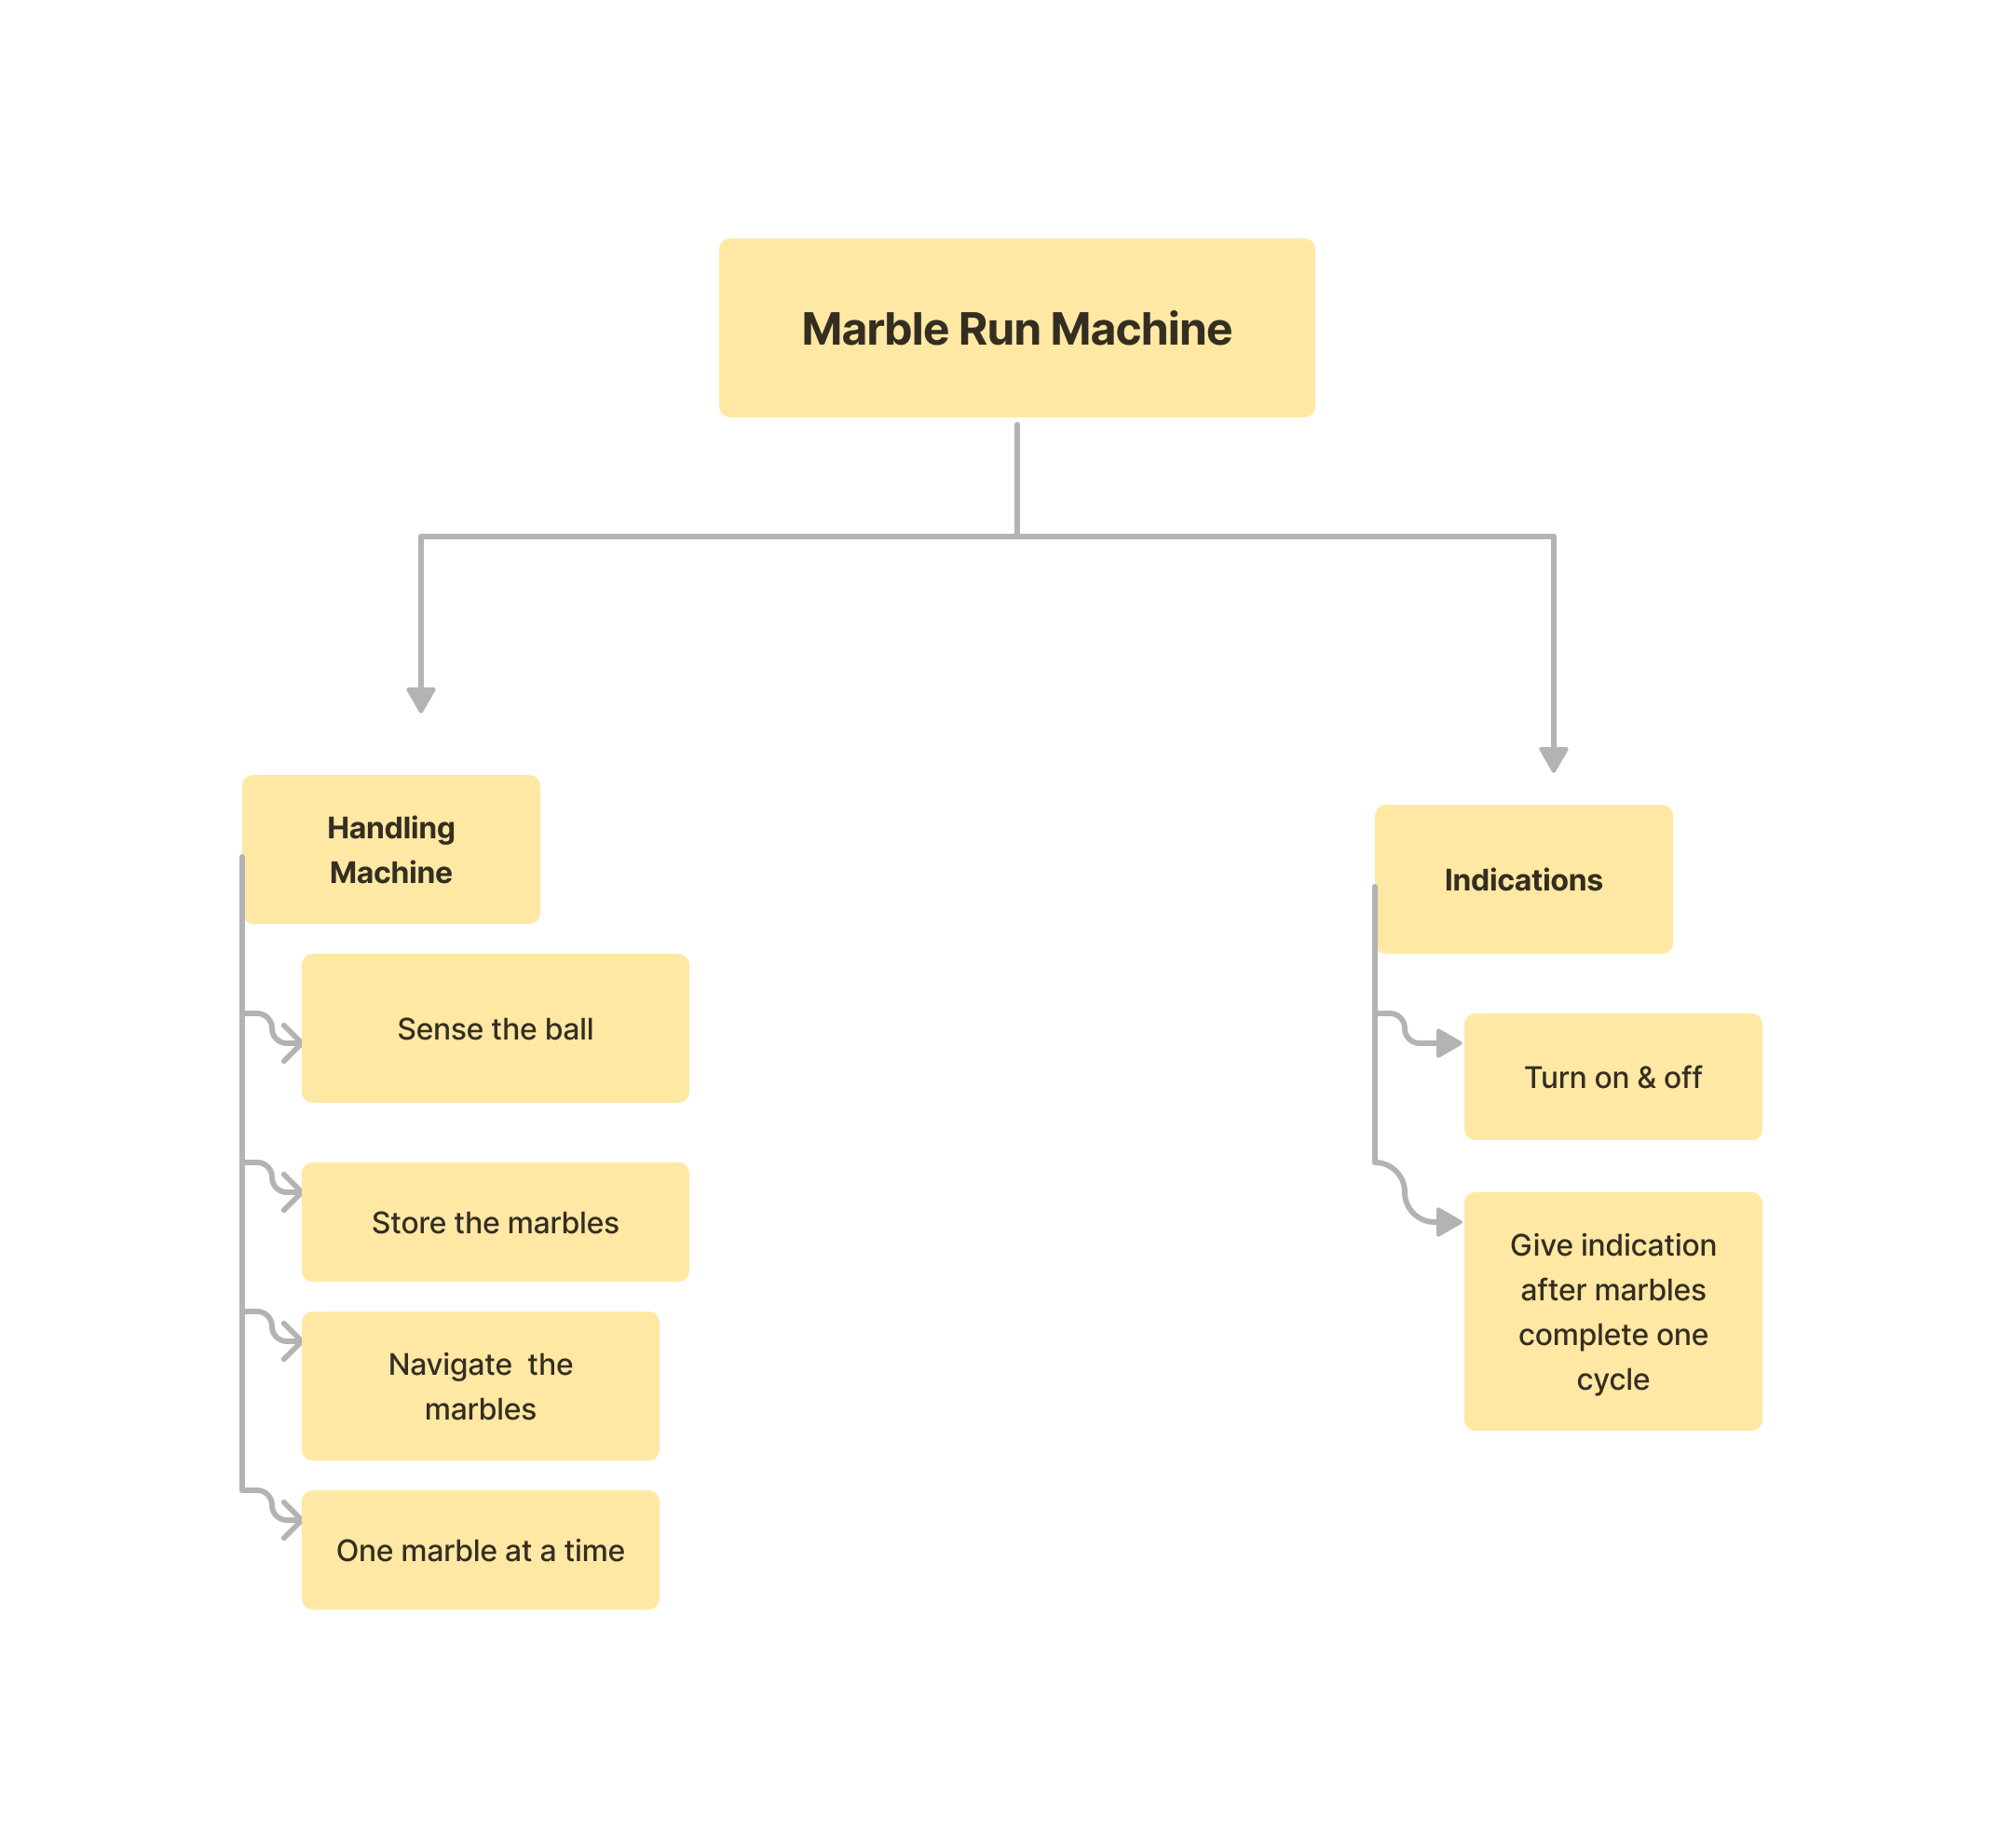 Marble Run Machine
Handling
Machine
Sense the ball
Store the marbles
Navigate  the
marbles
One marble at a time
Indications
Turn on & off
Give indication
after marbles
complete one
cycle